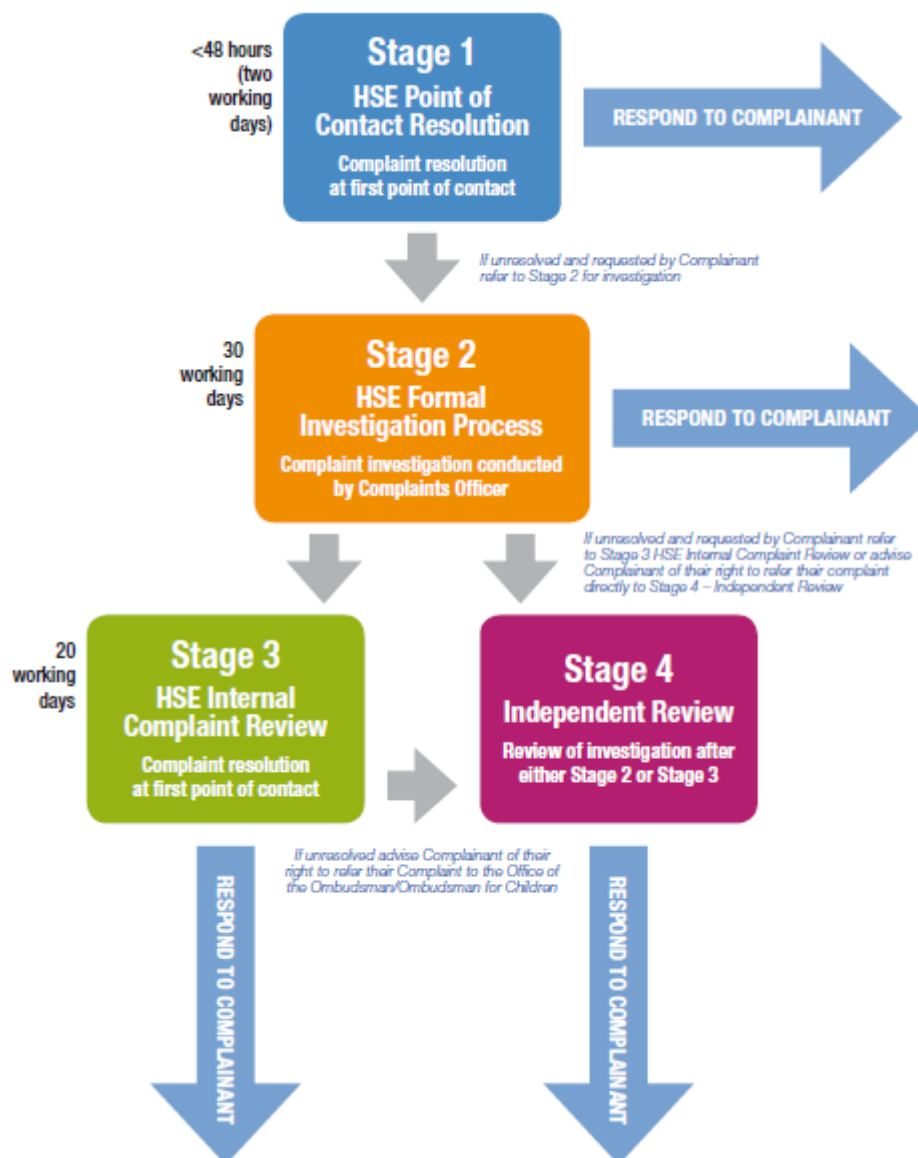 <48 hours
(two
working
days)
Stage 1
HSE Point of
Contact Resolution
Complaint resolution
at first point of contact
RESPOND TO COMPLAINANT
If unresolved and requested by Complainant
refer to Stage 2 for investigation
30
working
days
Stage 2
HSE Formal
Investigation Process
Complaint investigation conducted
by Complaints Officer
RESPOND TO COMPLAINANT
If unresolved and requested by Complainant refer
to Stage 3 HSE Internal Complaint Review or advise
Complainant of their right to refer their complaint
directly to Stage 4 – Independent Review
20
working
days
Stage 3
HSE Internal
Complaint Review
Complaint resolution
at first point of contact
Stage 4
Independent Review
Review of investigation after
either Stage 2 or Stage 3
If unresolved advise Complainant of their
right to refer their Complaint to the Office of
the Ombudsman/Ombudsman for Children
RESPOND TO COMPLAINANT
RESPOND TO COMPLAINANT